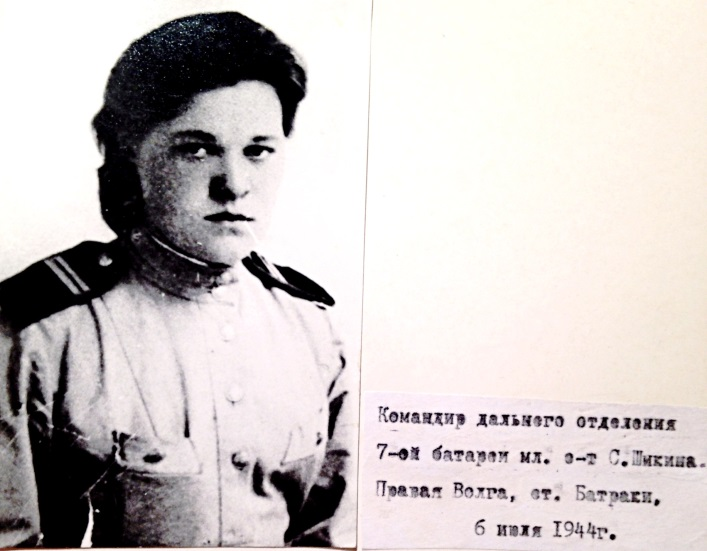 Командир дальнего отделения
7-ой батареи мл. с-т С.Шикина.
Правая Волга, ст. Батраки,
6 июля 1944г.